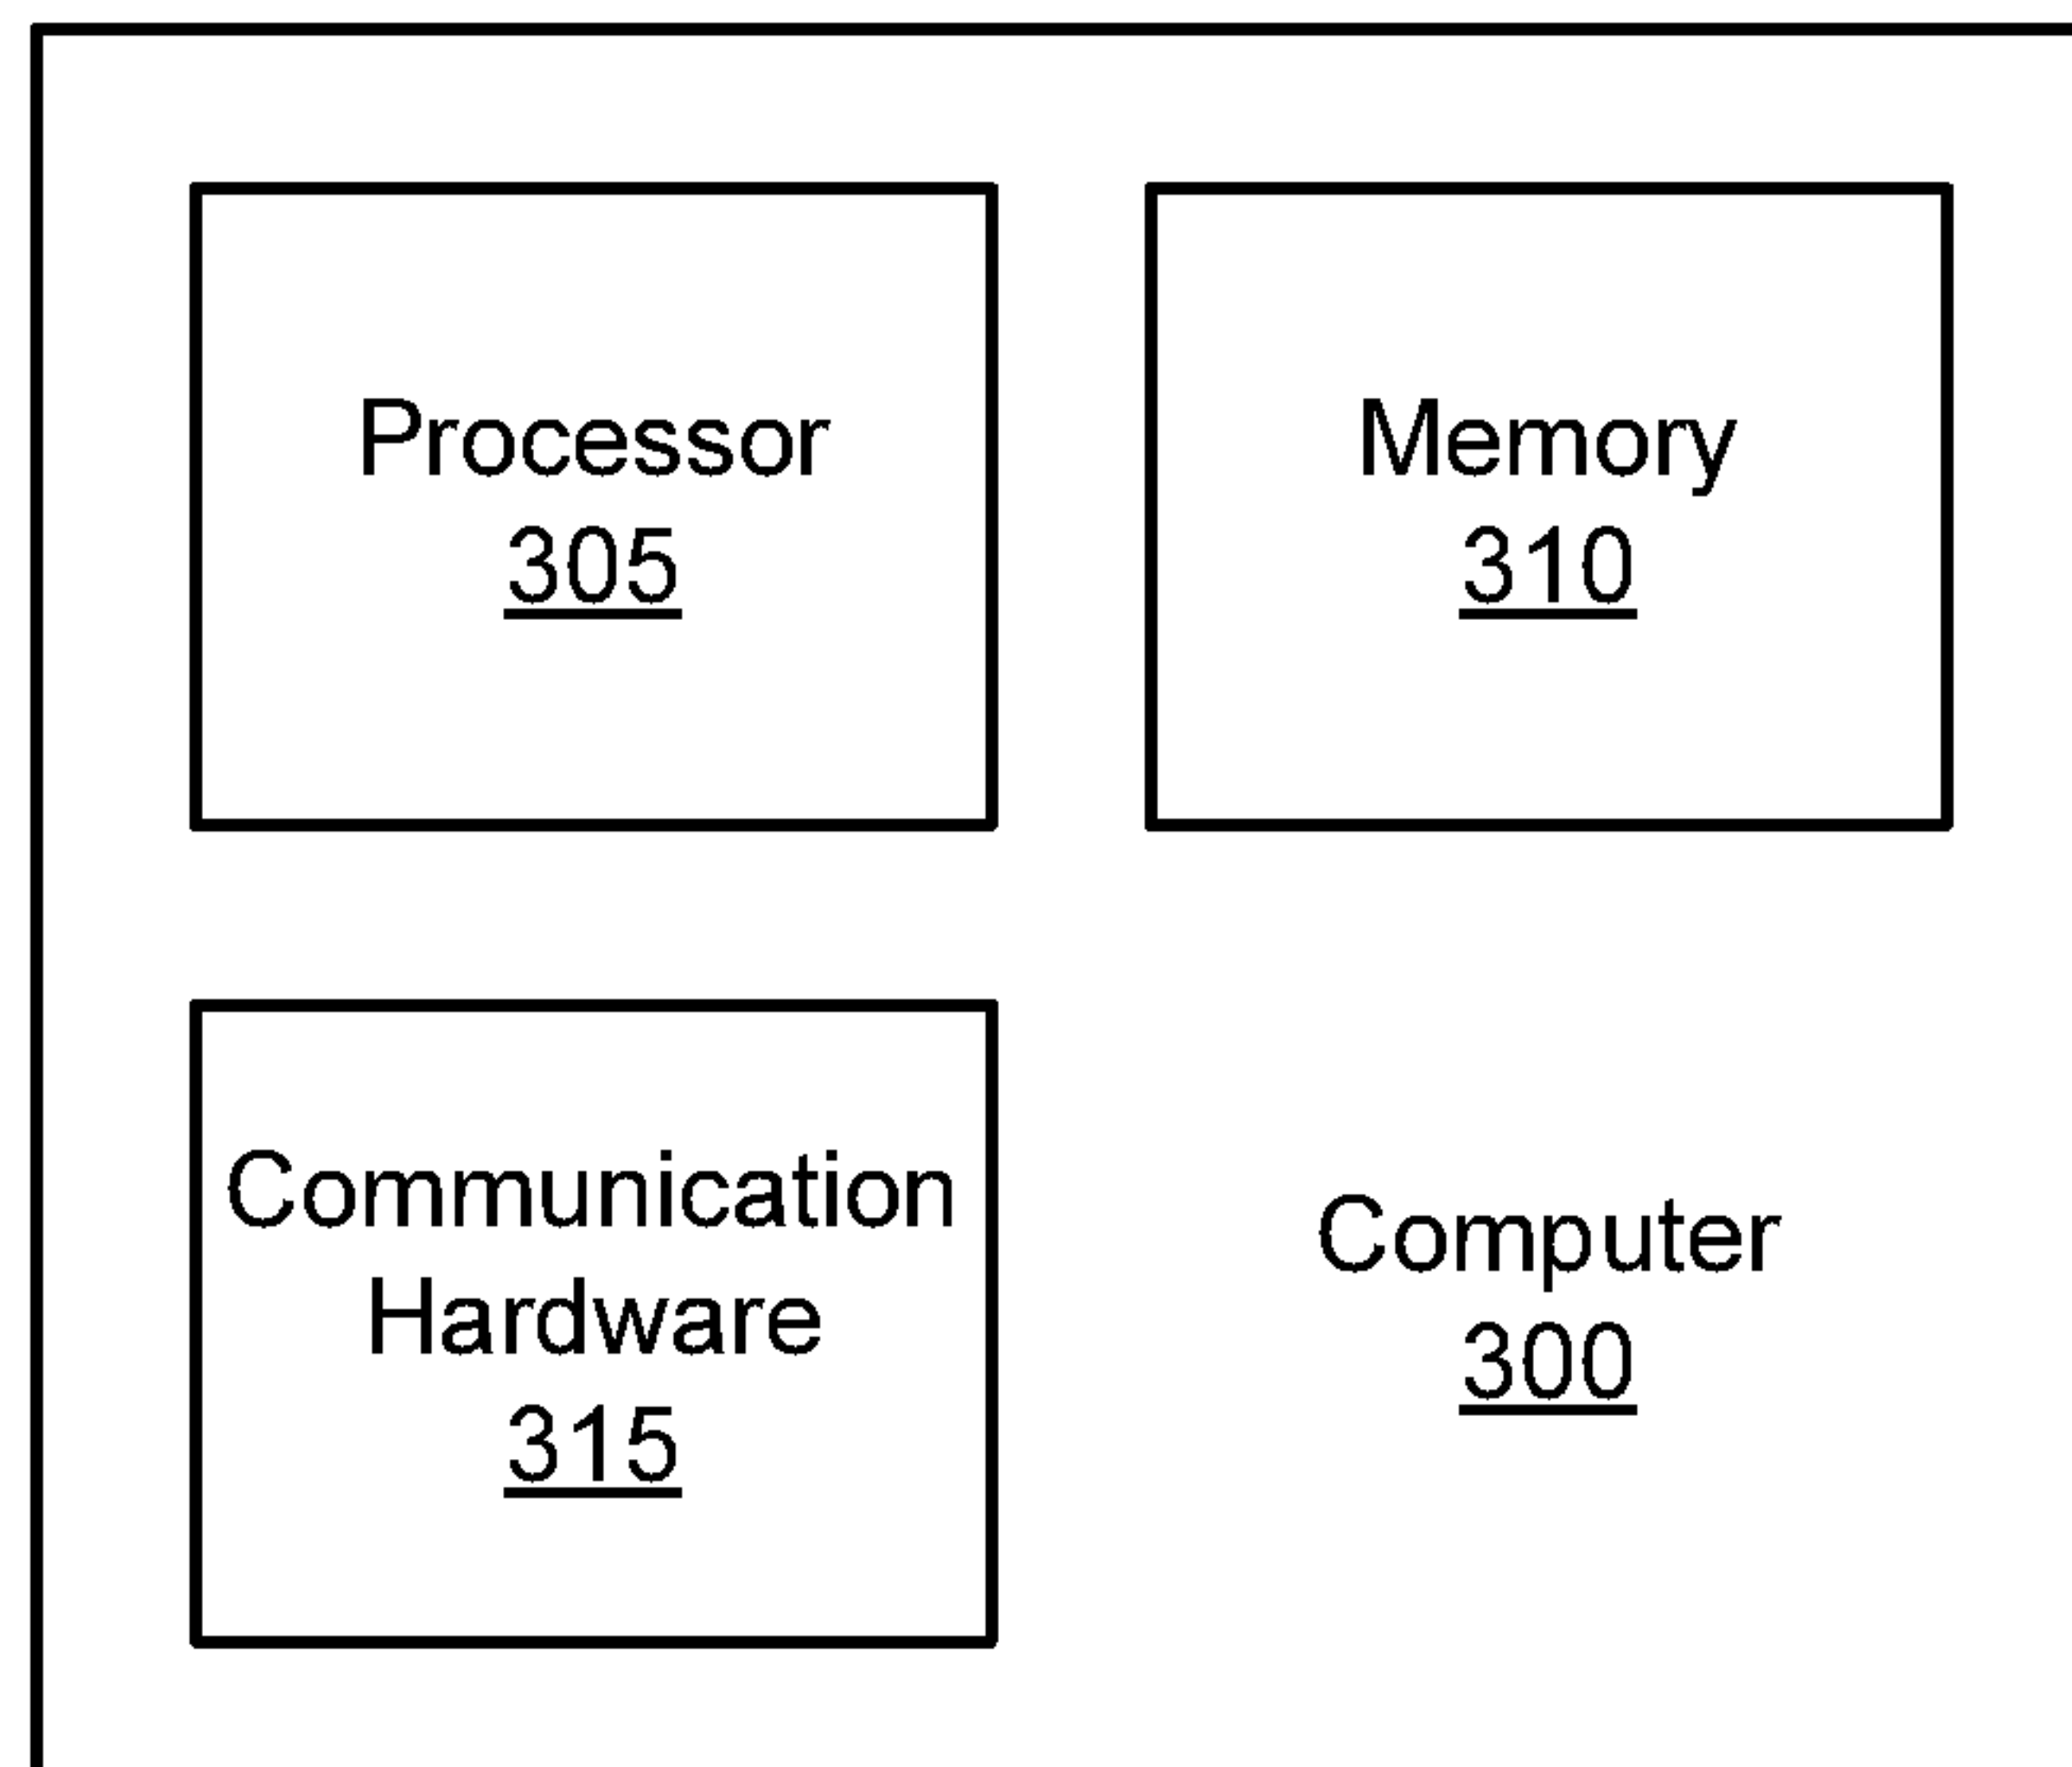 Processor
305
Memory
310
Communication
Hardware
315
Computer
300